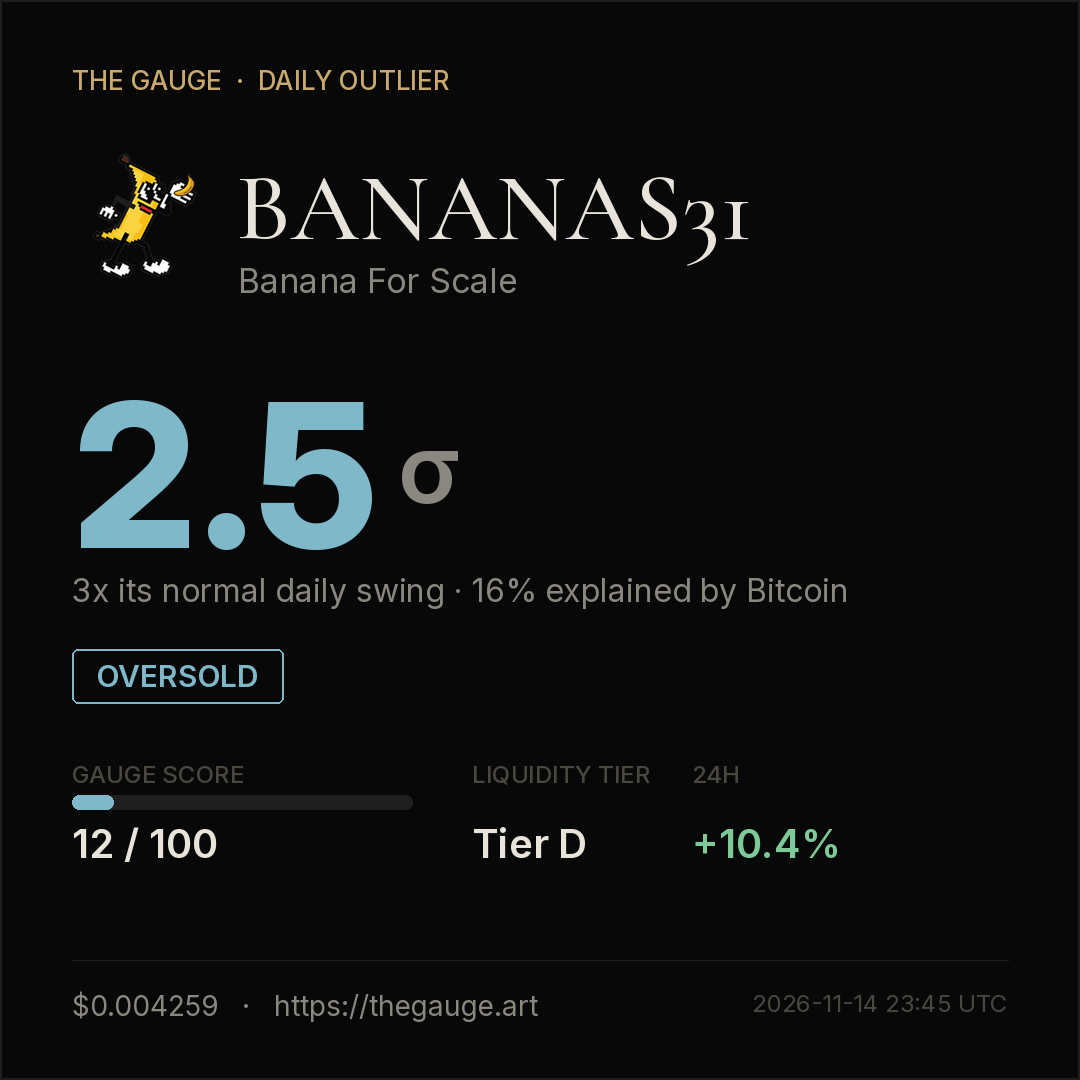 THE GAUGE · DAILY OUTLIER
BANANAS31
Banana For Scale
2.5 σ
3x its normal daily swing · 16% explained by Bitcoin
OVERSOLD
GAUGE SCORE LIQUIDITY TIER 24H
12 / 100 Tier D +10.4%
$0.004259 · https://thegauge.art 2026-11-14 23:45 UTC